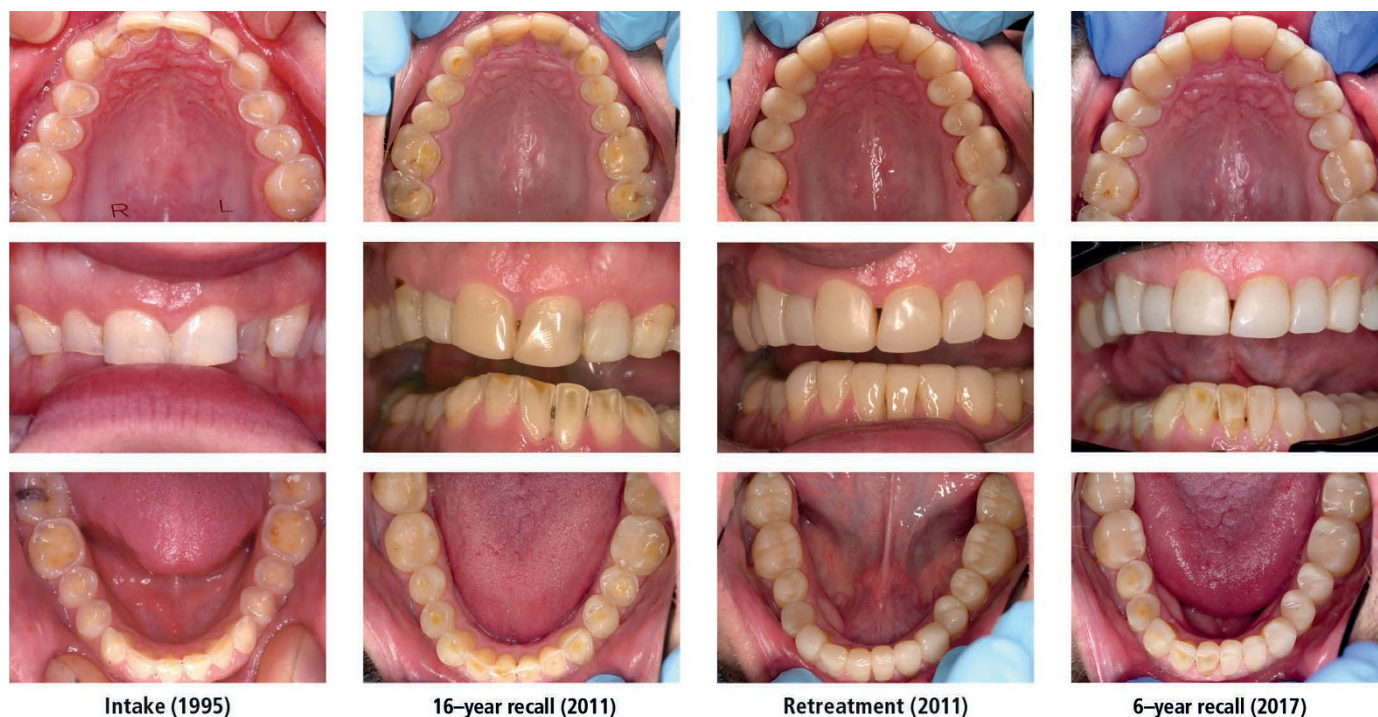 R L
Intake (1995)
16–year recall (2011)
Retreatment (2011)
6–year recall (2017)